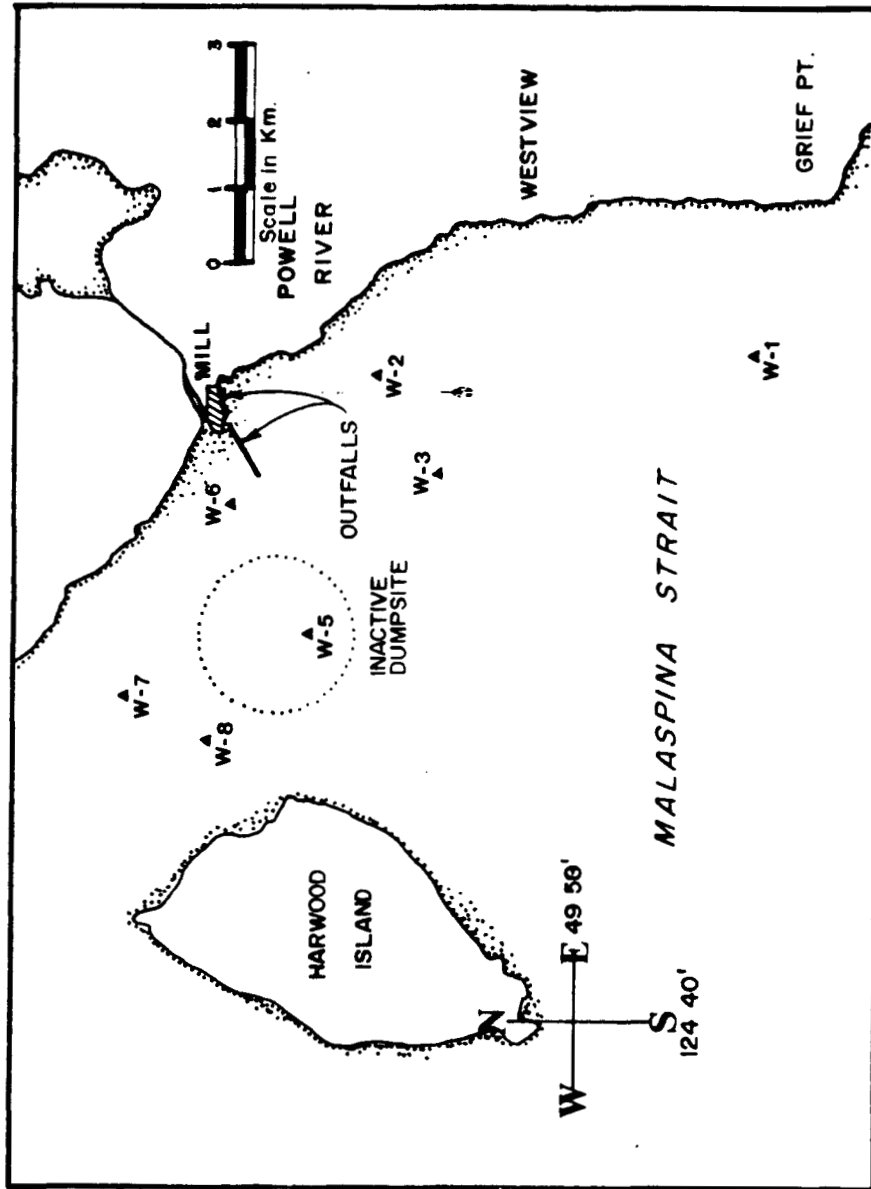 0 1 2 3
Scale in Km.
POWELL
RIVER
MILL
W-6
OUTFALLS
W-2
W-3
W-7
W-8
W-5
INACTIVE
DUMPSITE
HARWOOD
ISLAND
WESTVIEW
GRIEF PT.
W-1
MALASPINA STRAIT
N
W
E
S
49 58'
124 40'